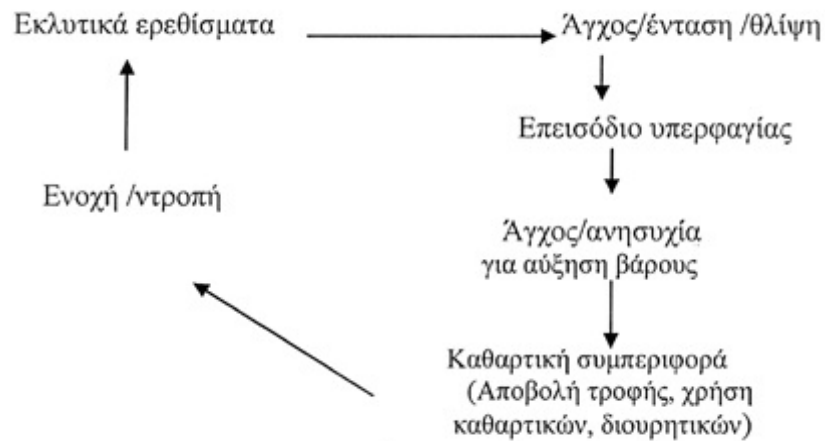 Εκλυτικά ερεθίσματα
Άγχος/ένταση /θλίψη
Επεισόδιο υπερφαγίας
Ενοχή /ντροπή
Άγχος/ανησυχία
για αύξηση βάρους
Καθαρτική συμπεριφορά
(Αποβολή τροφής, χρήση
καθαρτικών, διουρητικών)